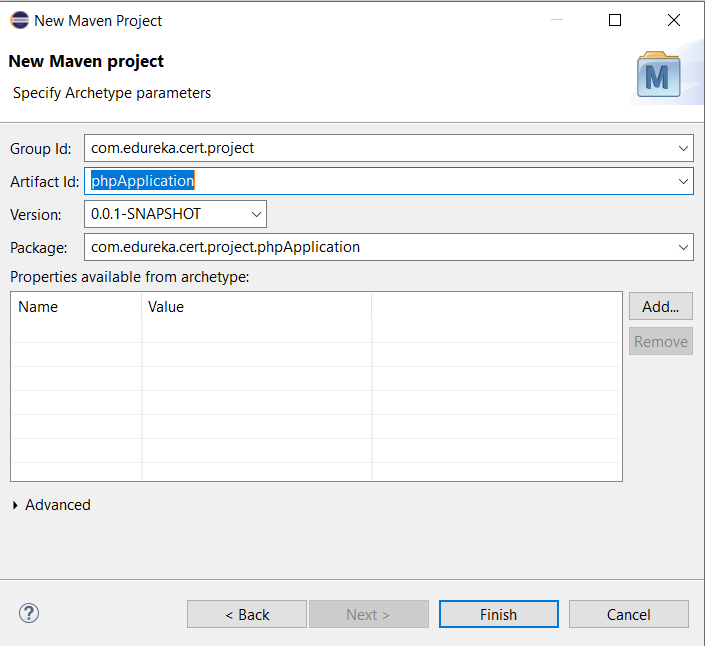 New Maven Project
New Maven project
Specify Archetype parameters
M
Group Id: com.edureka.cert.project
Artifact Id: phpApplication
Version: 0.0.1-SNAPSHOT
Package: com.edureka.cert.project.phpApplication
Properties available from archetype:
Name Value Add...
Remove
Advanced
? < Back Next > Finish Cancel